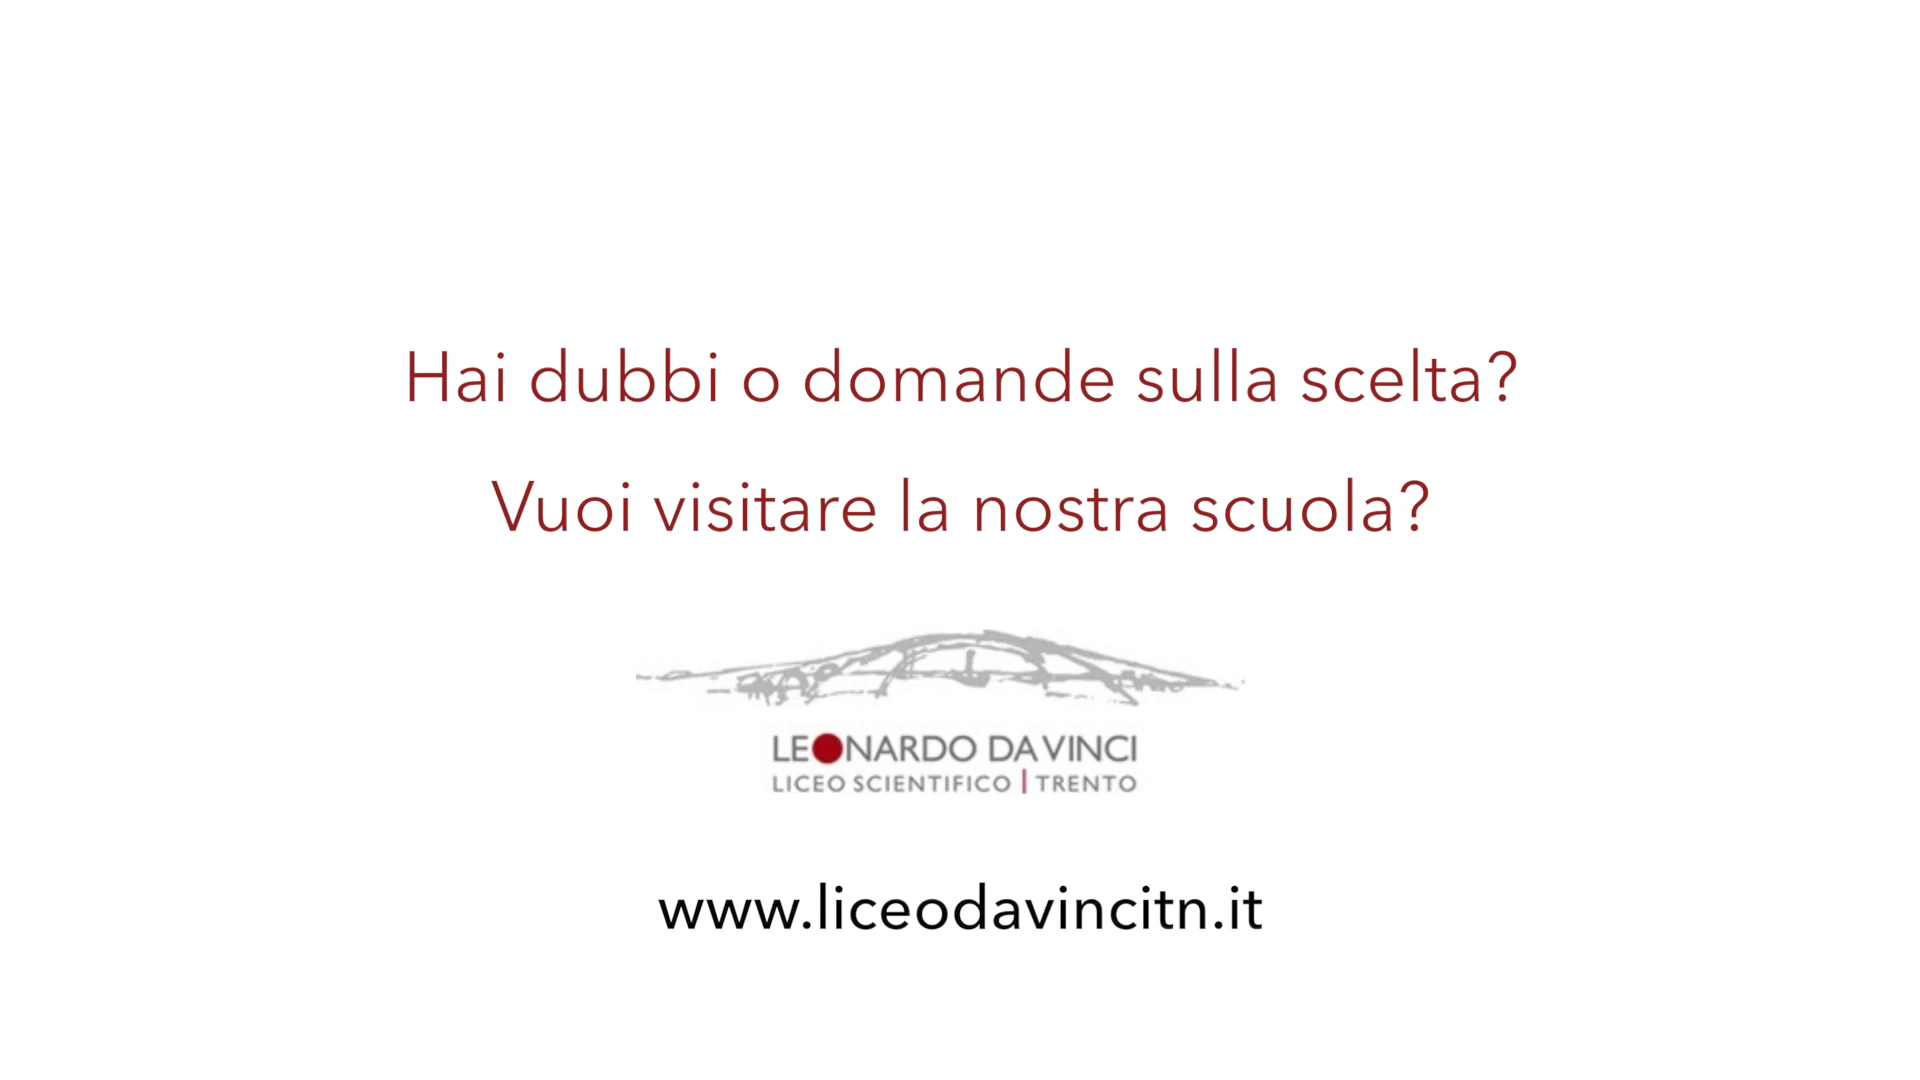 Hai dubbi o domande sulla scelta?
Vuoi visitare la nostra scuola?
LEONARDO DA VINCI
LICEO SCIENTIFICO | TRENTO
www.liceodavincitn.it